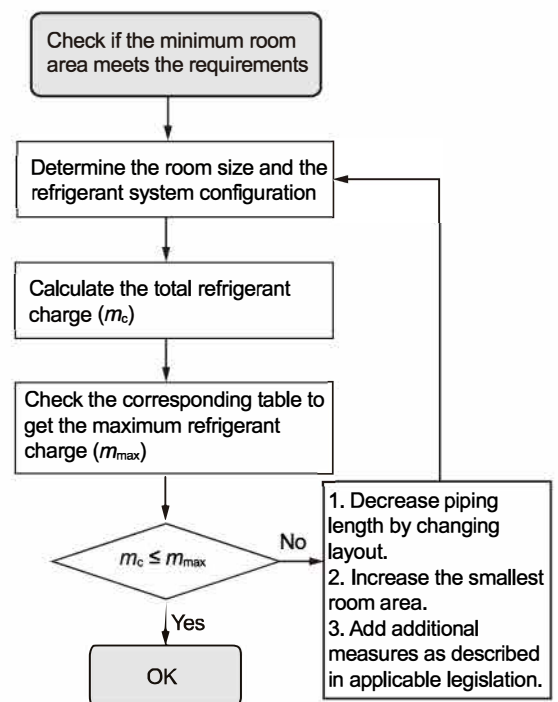 Check if the minimum room
area meets the requirements
Determine the room size and the
refrigerant system configuration
Calculate the total refrigerant
charge (mc)
Check the corresponding table to
get the maximum refrigerant
charge (mmax)
mc ≤ mmax
No
Yes
OK
1. Decrease piping
length by changing
layout.
2. Increase the smallest
room area.
3. Add additional
measures as described
in applicable legislation.